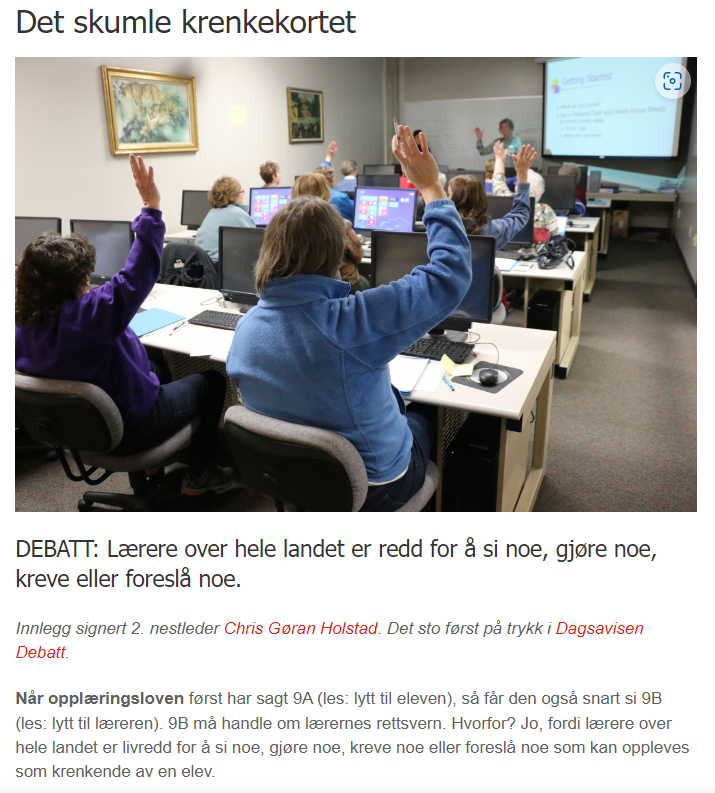 Det skumle krenkekortet
Getting Started
DEBATT: Lærere over hele landet er redd for å si noe, gjøre noe,
kreve eller foreslå noe.
Innlegg signert 2. nestleder Chris Gøran Holstad. Det sto først på trykk i Dagsavisen
Debatt.
Når opplæringsloven først har sagt 9A (les: lytt til eleven), så får den også snart si 9B
(les: lytt til læreren). 9B må handle om lærernes rettsvern. Hvorfor? Jo, fordi lærere over
hele landet er livredd for å si noe, gjøre noe, kreve noe eller foreslå noe som kan oppleves
som krenkende av en elev.